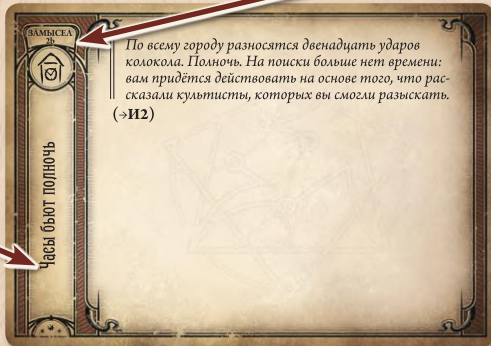 ЗАМЫСЕЛ
2b
По всему городу разносятся двенадцать ударов
колокола. Полночь. На поиски больше нет времени:
вам придётся действовать на основе того, что рас-
сказали культисты, которых вы смогли разыскать.
(→И2)
Часы бьют полночь